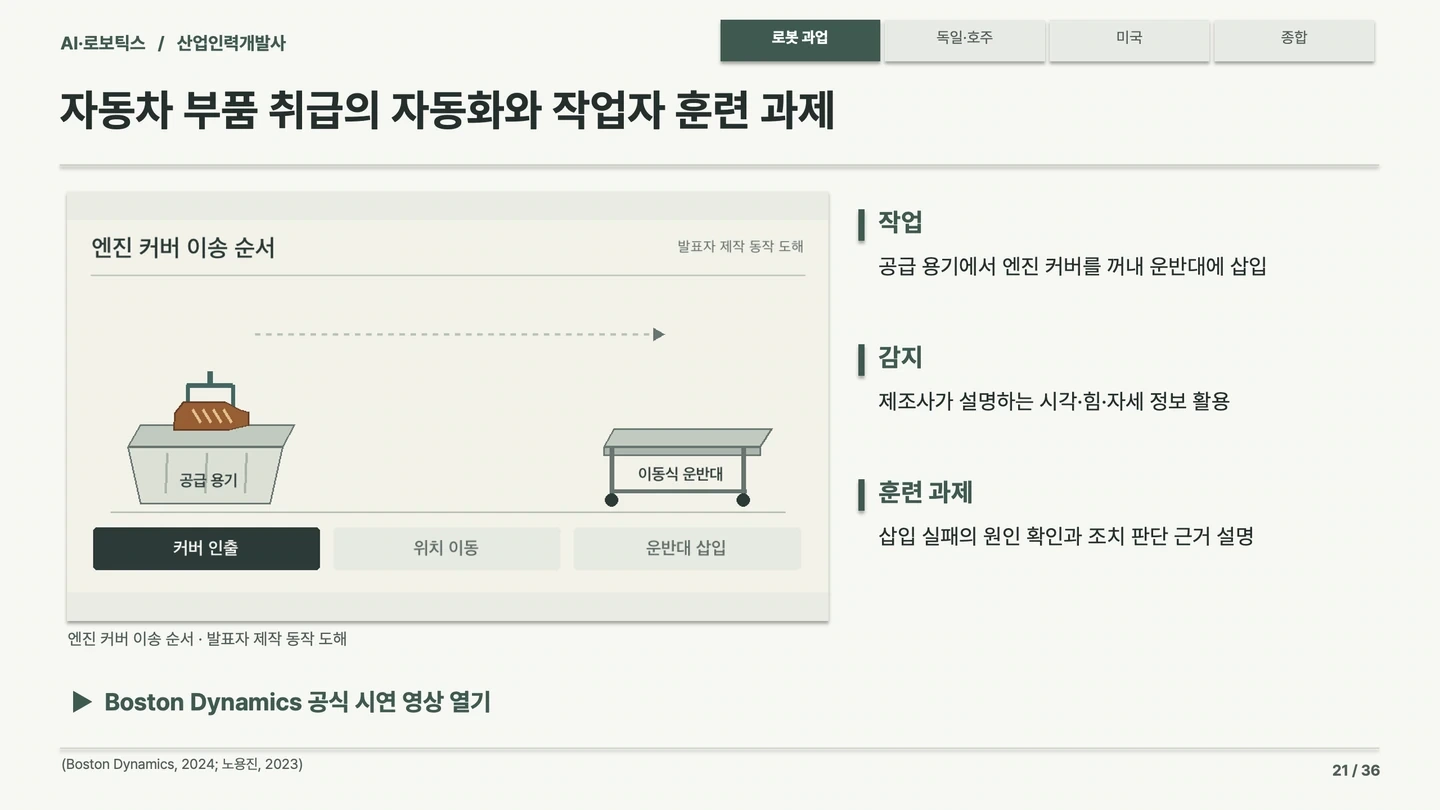 AI·로보틱스 / 산업인력개발사
로봇 과업
독일·호주
미국
종합
자동차 부품 취급의 자동화와 작업자 훈련 과제
엔진 커버 이송 순서
발표자 제작 동작 도해
공급 용기
이동식 운반대
커버 인출
위치 이동
운반대 삽입
엔진 커버 이송 순서 · 발표자 제작 동작 도해
작업
공급 용기에서 엔진 커버를 꺼내 운반대에 삽입
감지
제조사가 설명하는 시각·힘·자세 정보 활용
훈련 과제
삽입 실패의 원인 확인과 조치 판단 근거 설명
▶ Boston Dynamics 공식 시연 영상 열기
(Boston Dynamics, 2024; 노용진, 2023)
21 / 36